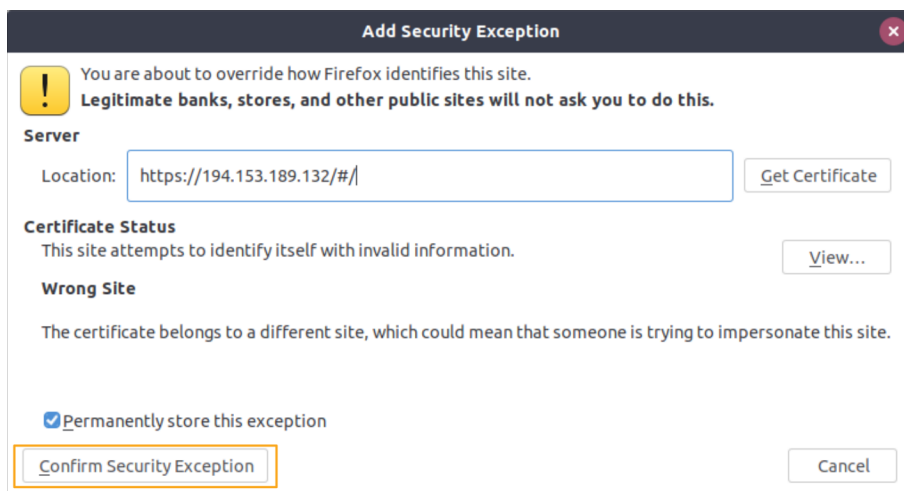 Add Security Exception
You are about to override how Firefox identifies this site.
Legitimate banks, stores, and other public sites will not ask you to do this.
Server
Location: https://194.153.189.132/#/ Get Certificate
Certificate Status
This site attempts to identify itself with invalid information.
View...
Wrong Site
The certificate belongs to a different site, which could mean that someone is trying to impersonate this site.
Permanently store this exception
Confirm Security Exception Cancel